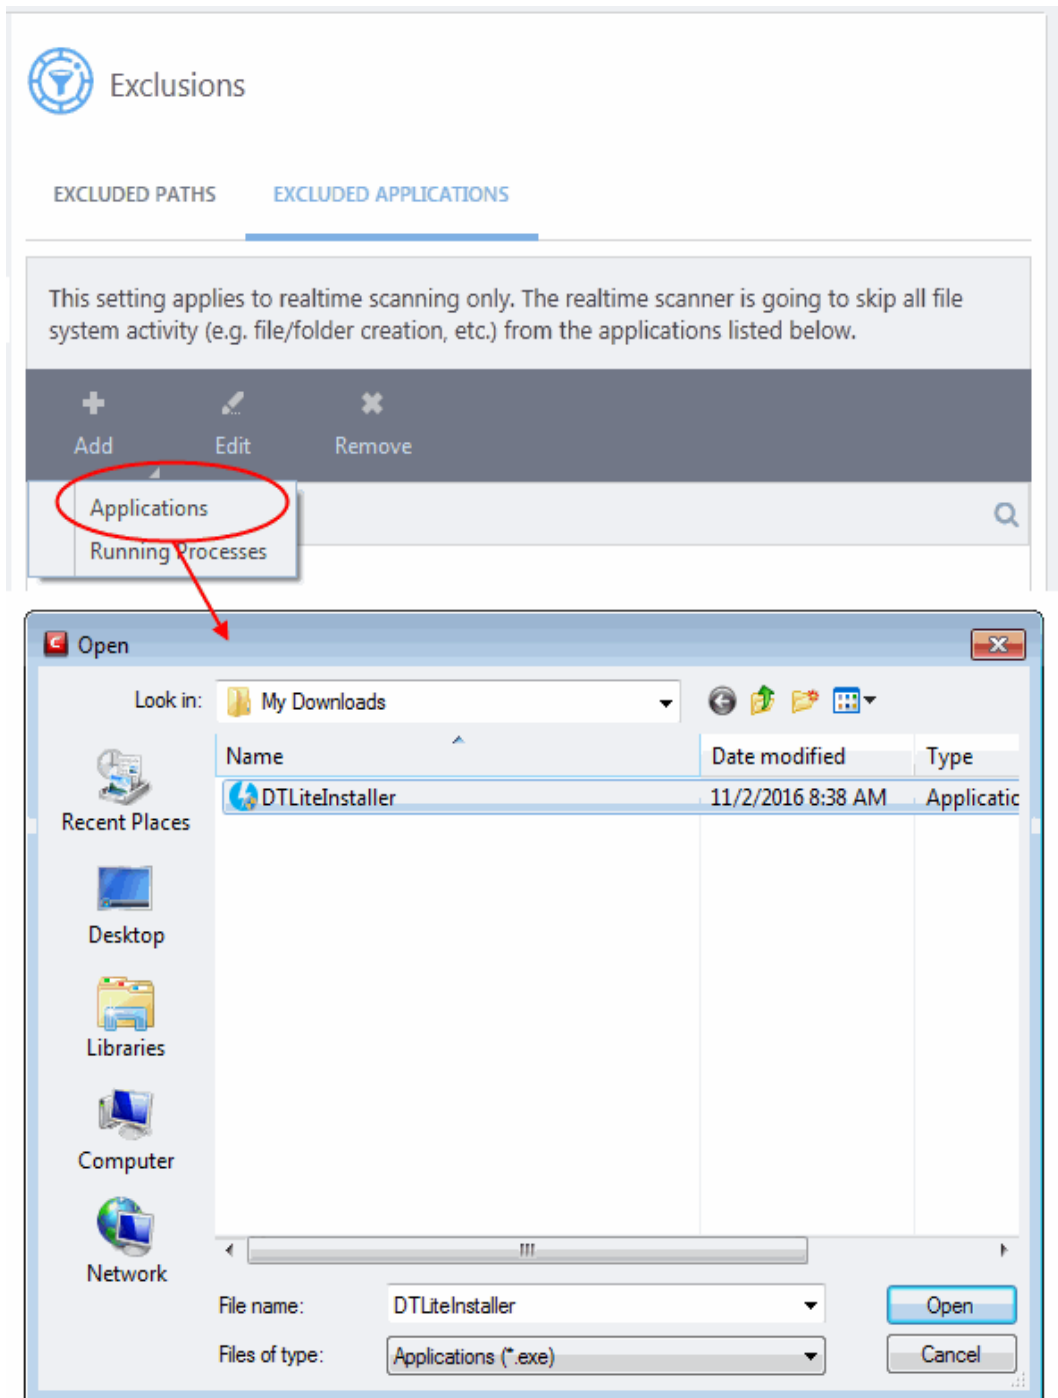 Exclusions
EXCLUDED PATHS EXCLUDED APPLICATIONS
This setting applies to realtime scanning only. The realtime scanner is going to skip all file
system activity (e.g. file/folder creation, etc.) from the applications listed below.
Add Edit Remove
Applications
Running Processes
Open
Look in: My Downloads
Name Date modified Type
DTLiteInstaller 11/2/2016 8:38 AM Applicatic
Recent Places
Desktop
Libraries
Computer
Network
File name: DTLiteInstaller Open
Files of type: Applications (*.exe) Cancel